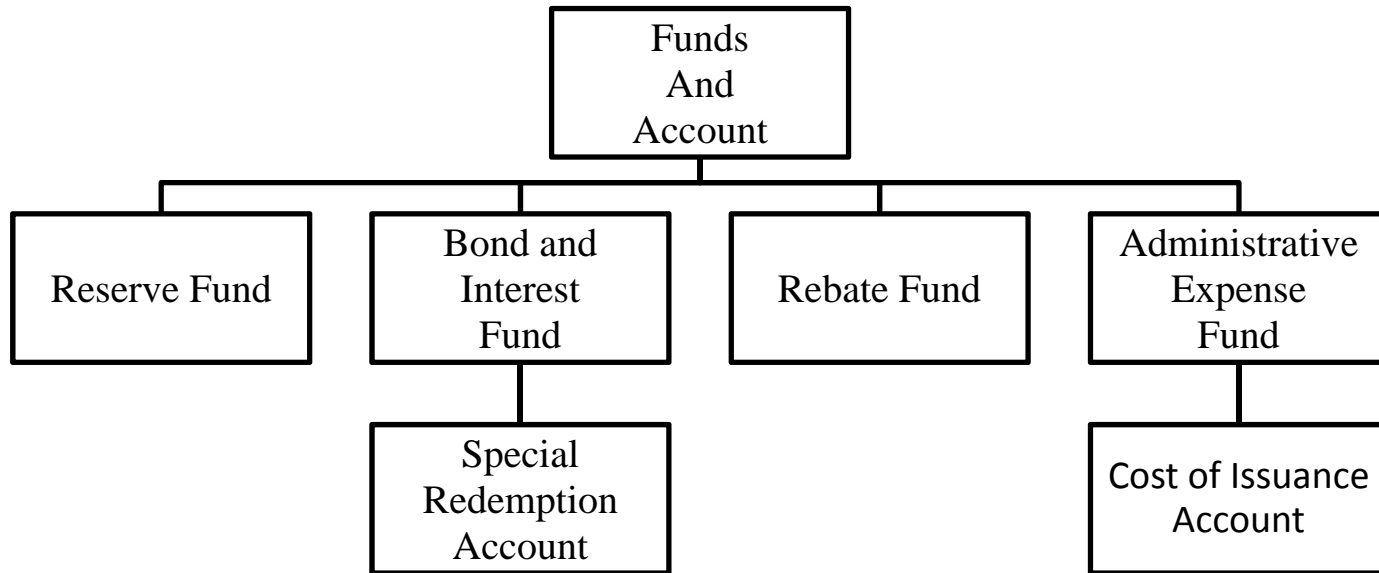 Funds
And
Account
Reserve Fund
Bond and
Interest
Fund
Rebate Fund
Administrative
Expense
Fund
Special
Redemption
Account
Cost of Issuance
Account